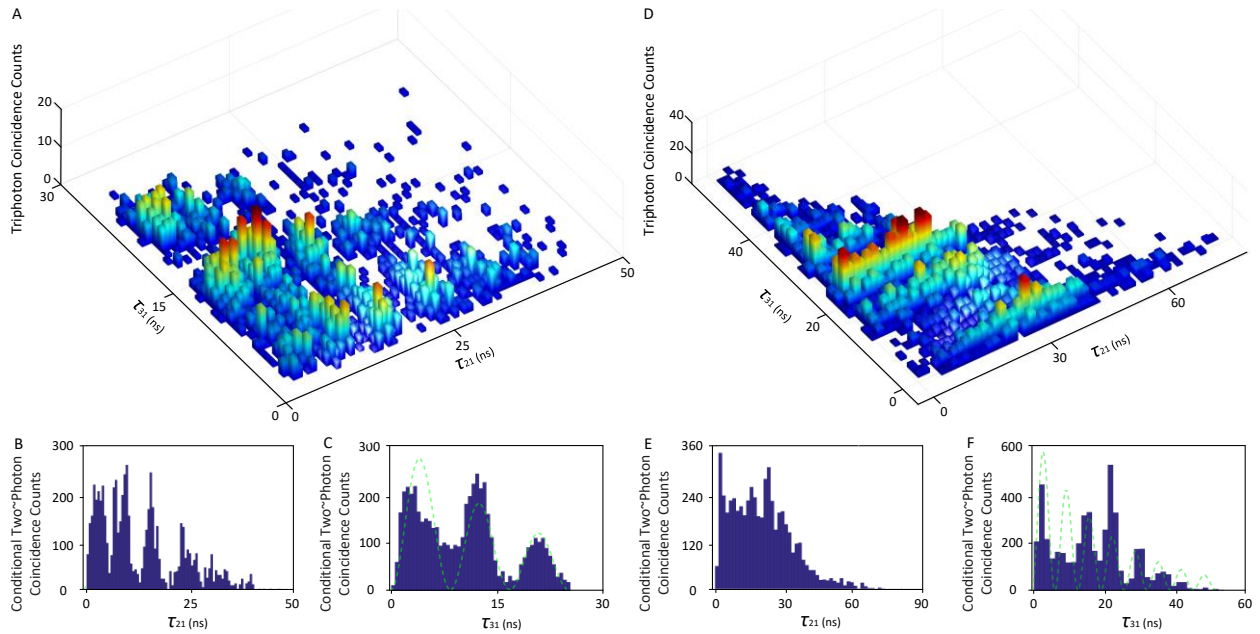 A
Triphoton Coincidence Counts
20
10
0
30
15
0
τ31 (ns)
0
25
50
τ21 (ns)
D
Triphoton Coincidence Counts
40
20
0
40
20
0
τ31 (ns)
0
30
60
τ21 (ns)
B
Conditional Two~Photon
Coincidence Counts
300
200
100
0
0
25
50
τ21 (ns)
C
Conditional Two~Photon
Coincidence Counts
300
200
100
0
0
15
30
τ31 (ns)
E
Conditional Two~Photon
Coincidence Counts
360
240
120
0
0
30
60
90
τ21 (ns)
F
Conditional Two~Photon
Coincidence Counts
600
400
200
0
0
20
40
60
τ31 (ns)